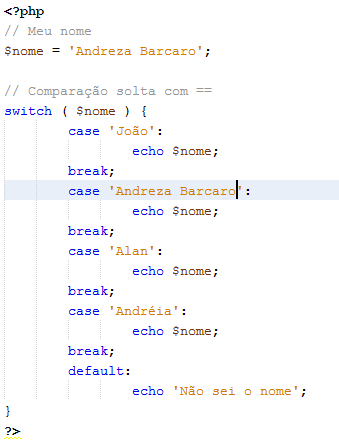 <?php
// Meu nome
$nome = 'Andreza Barcaro';

// Comparação solta com ==
switch ( $nome ) {
        case 'João':
                echo $nome;
        break;
        case 'Andreza Barcaro':
                echo $nome;
        break;
        case 'Alan':
                echo $nome;
        break;
        case 'Andréia':
                echo $nome;
        break;
        default:
                echo 'Não sei o nome';
}
?>